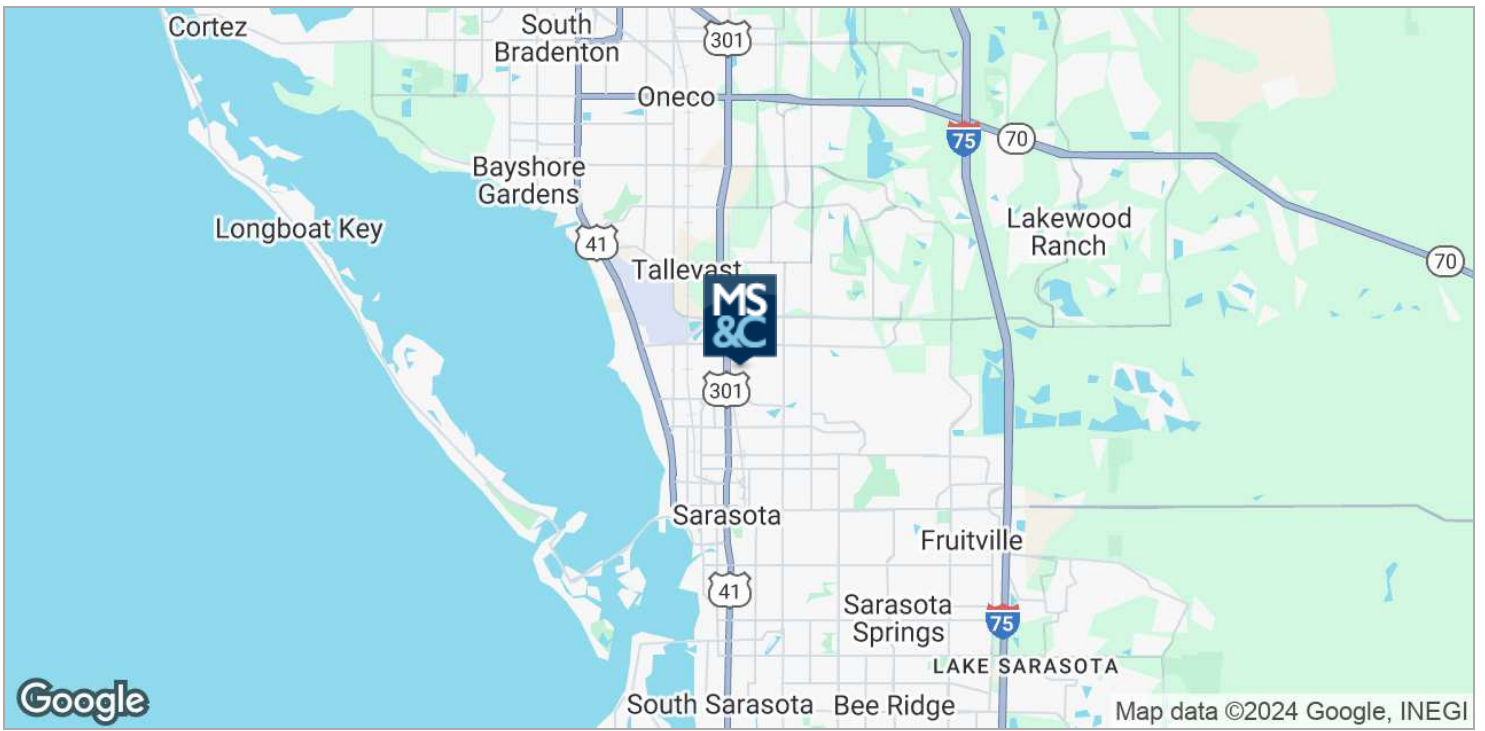 Cortez
South
Bradenton
301
Oneco
75
70
Bayshore
Gardens
Longboat Key
41
Lakewood
Ranch
70
Tallevast
MS
&C
301
Sarasota
Fruitville
41
Sarasota
Springs
75
LAKE SARASOTA
South Sarasota
Bee Ridge
Google
Map data ©2024 Google, INEGI